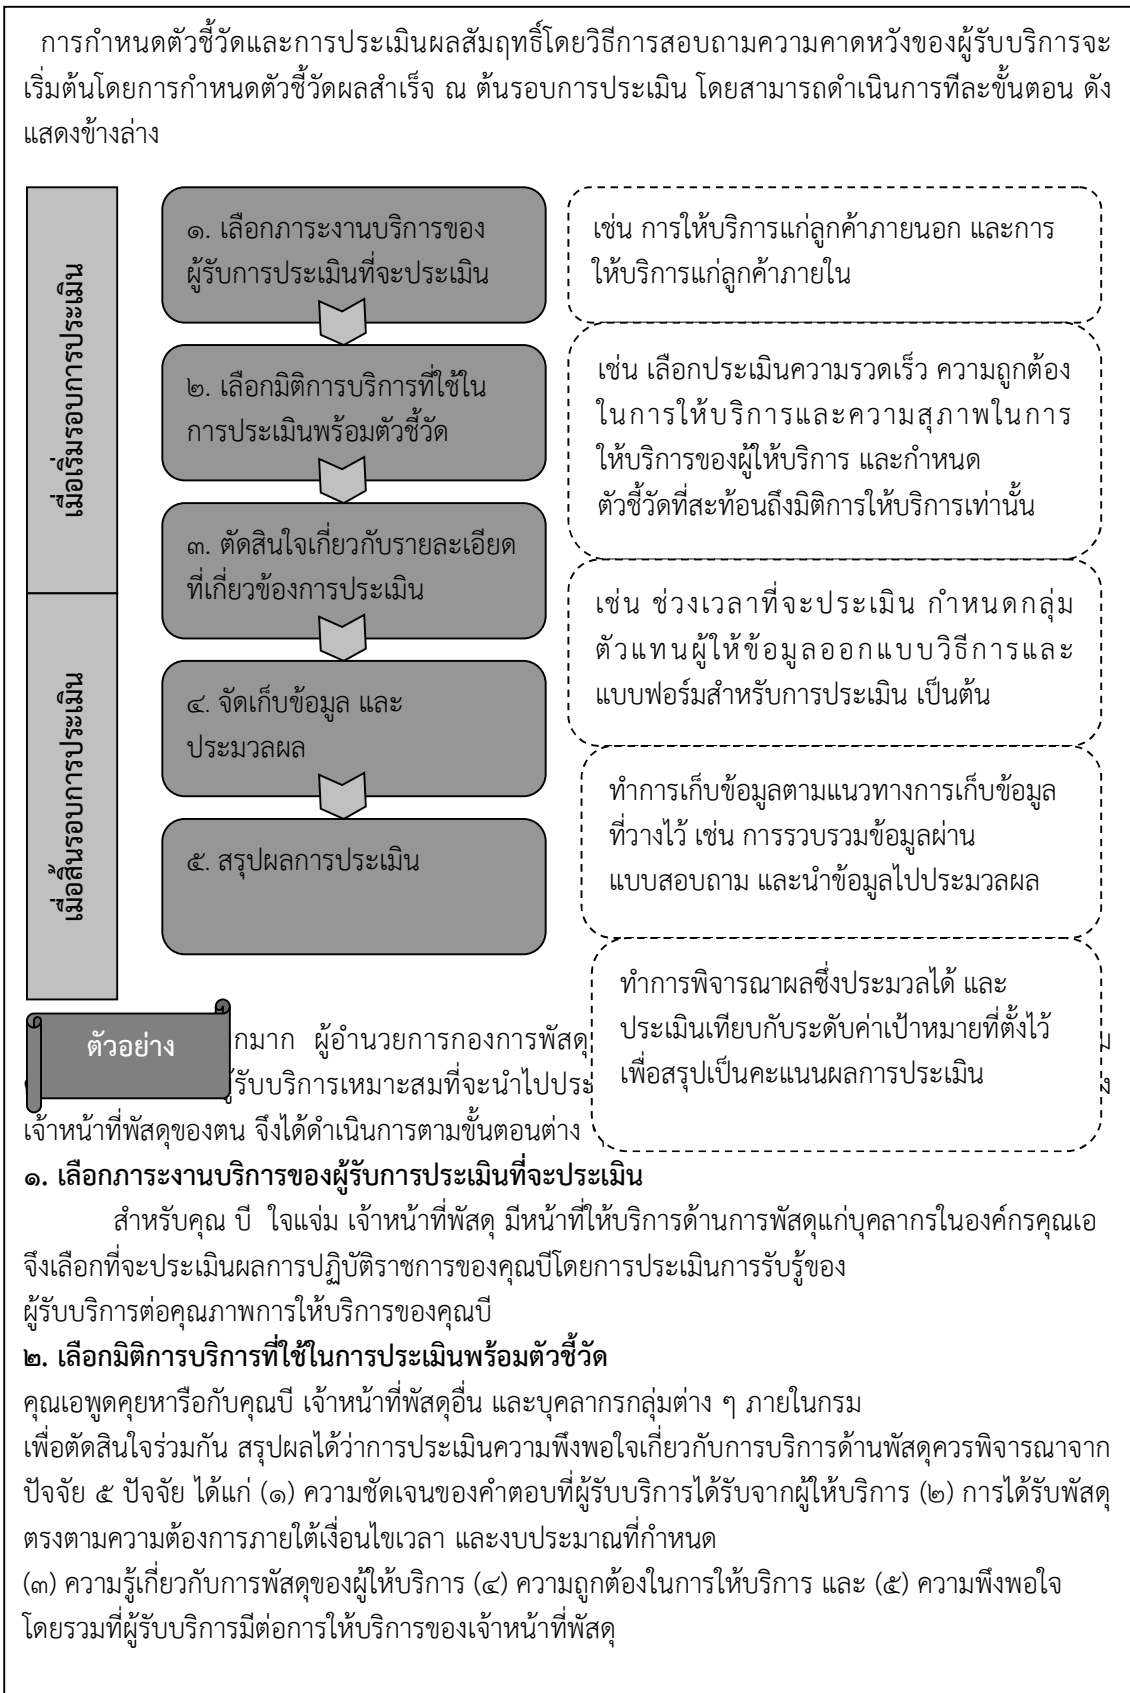 การกำหนดตัวชี้วัดและการประเมินผลสัมฤทธิ์โดยวิธีการสอบถามความคาดหวังของผู้รับบริการจะ
เริ่มต้นโดยการกำหนดตัวชี้วัดผลสำเร็จ ณ ต้นรอบการประเมิน โดยสามารถดำเนินการทีละขั้นตอน ดัง
แสดงข้างล่าง
เมื่อเริ่มรอบการประเมิน
๑. เลือกภาระงานบริการของ
ผู้รับการประเมินที่จะประเมิน
เช่น การให้บริการแก่ลูกค้าภายนอก และการ
ให้บริการแก่ลูกค้าภายใน
๒. เลือกมิติการบริการที่ใช้ใน
การประเมินพร้อมตัวชี้วัด
เช่น เลือกประเมินความรวดเร็ว ความถูกต้อง
ในการให้บริการและความสุภาพในการ
ให้บริการของผู้ให้บริการ และกำหนด
ตัวชี้วัดที่สะท้อนถึงมิติการให้บริการเท่านั้น
๓. ตัดสินใจเกี่ยวกับรายละเอียด
ที่เกี่ยวข้องการประเมิน
เช่น ช่วงเวลาที่จะประเมิน กำหนดกลุ่ม
ตัวแทนผู้ให้ข้อมูลออกแบบวิธีการและ
แบบฟอร์มสำหรับการประเมิน เป็นต้น
เมื่อสิ้นรอบการประเมิน
๔. จัดเก็บข้อมูล และ
ประมวลผล
ทำการเก็บข้อมูลตามแนวทางการเก็บข้อมูล
ที่วางไว้ เช่น การรวบรวมข้อมูลผ่าน
แบบสอบถาม และนำข้อมูลไปประมวลผล
๕. สรุปผลการประเมิน
ทำการพิจารณาผลซึ่งประมวลได้ และ
ประเมินเทียบกับระดับค่าเป้าหมายที่ตั้งไว้
เพื่อสรุปเป็นคะแนนผลการประเมิน
ตัวอย่าง
กมาก ผู้อำนวยการกองการพัสดุ
รับบริการเหมาะสมที่จะนำไปประ
เจ้าหน้าที่พัสดุของตน จึงได้ดำเนินการตามขั้นตอนต่าง
๑. เลือกภาระงานบริการของผู้รับการประเมินที่จะประเมิน
สำหรับคุณ บี ใจแจ่ม เจ้าหน้าที่พัสดุ มีหน้าที่ให้บริการด้านการพัสดุแก่บุคลากรในองค์กรคุณเอ
จึงเลือกที่จะประเมินผลการปฏิบัติราชการของคุณบีโดยการประเมินการรับรู้ของ
ผู้รับบริการต่อคุณภาพการให้บริการของคุณบี
๒. เลือกมิติการบริการที่ใช้ในการประเมินพร้อมตัวชี้วัด
คุณเอพูดคุยหารือกับคุณบี เจ้าหน้าที่พัสดุอื่น และบุคลากรกลุ่มต่าง ๆ ภายในกรม
เพื่อตัดสินใจร่วมกัน สรุปผลได้ว่าการประเมินความพึงพอใจเกี่ยวกับการบริการด้านพัสดุควรพิจารณาจาก
ปัจจัย ๕ ปัจจัย ได้แก่ (๑) ความชัดเจนของคำตอบที่ผู้รับบริการได้รับจากผู้ให้บริการ (๒) การได้รับพัสดุ
ตรงตามความต้องการภายใต้เงื่อนไขเวลา และงบประมาณที่กำหนด
(๓) ความรู้เกี่ยวกับการพัสดุของผู้ให้บริการ (๔) ความถูกต้องในการให้บริการ และ (๕) ความพึงพอใจ
โดยรวมที่ผู้รับบริการมีต่อการให้บริการของเจ้าหน้าที่พัสดุ